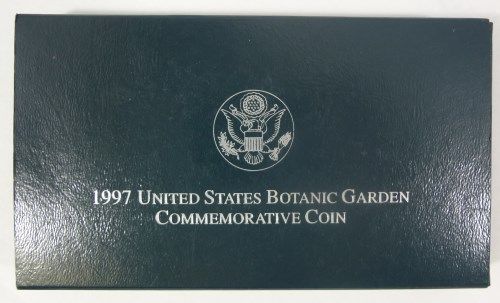 1997 United States Botanic Garden
Commemorative Coin